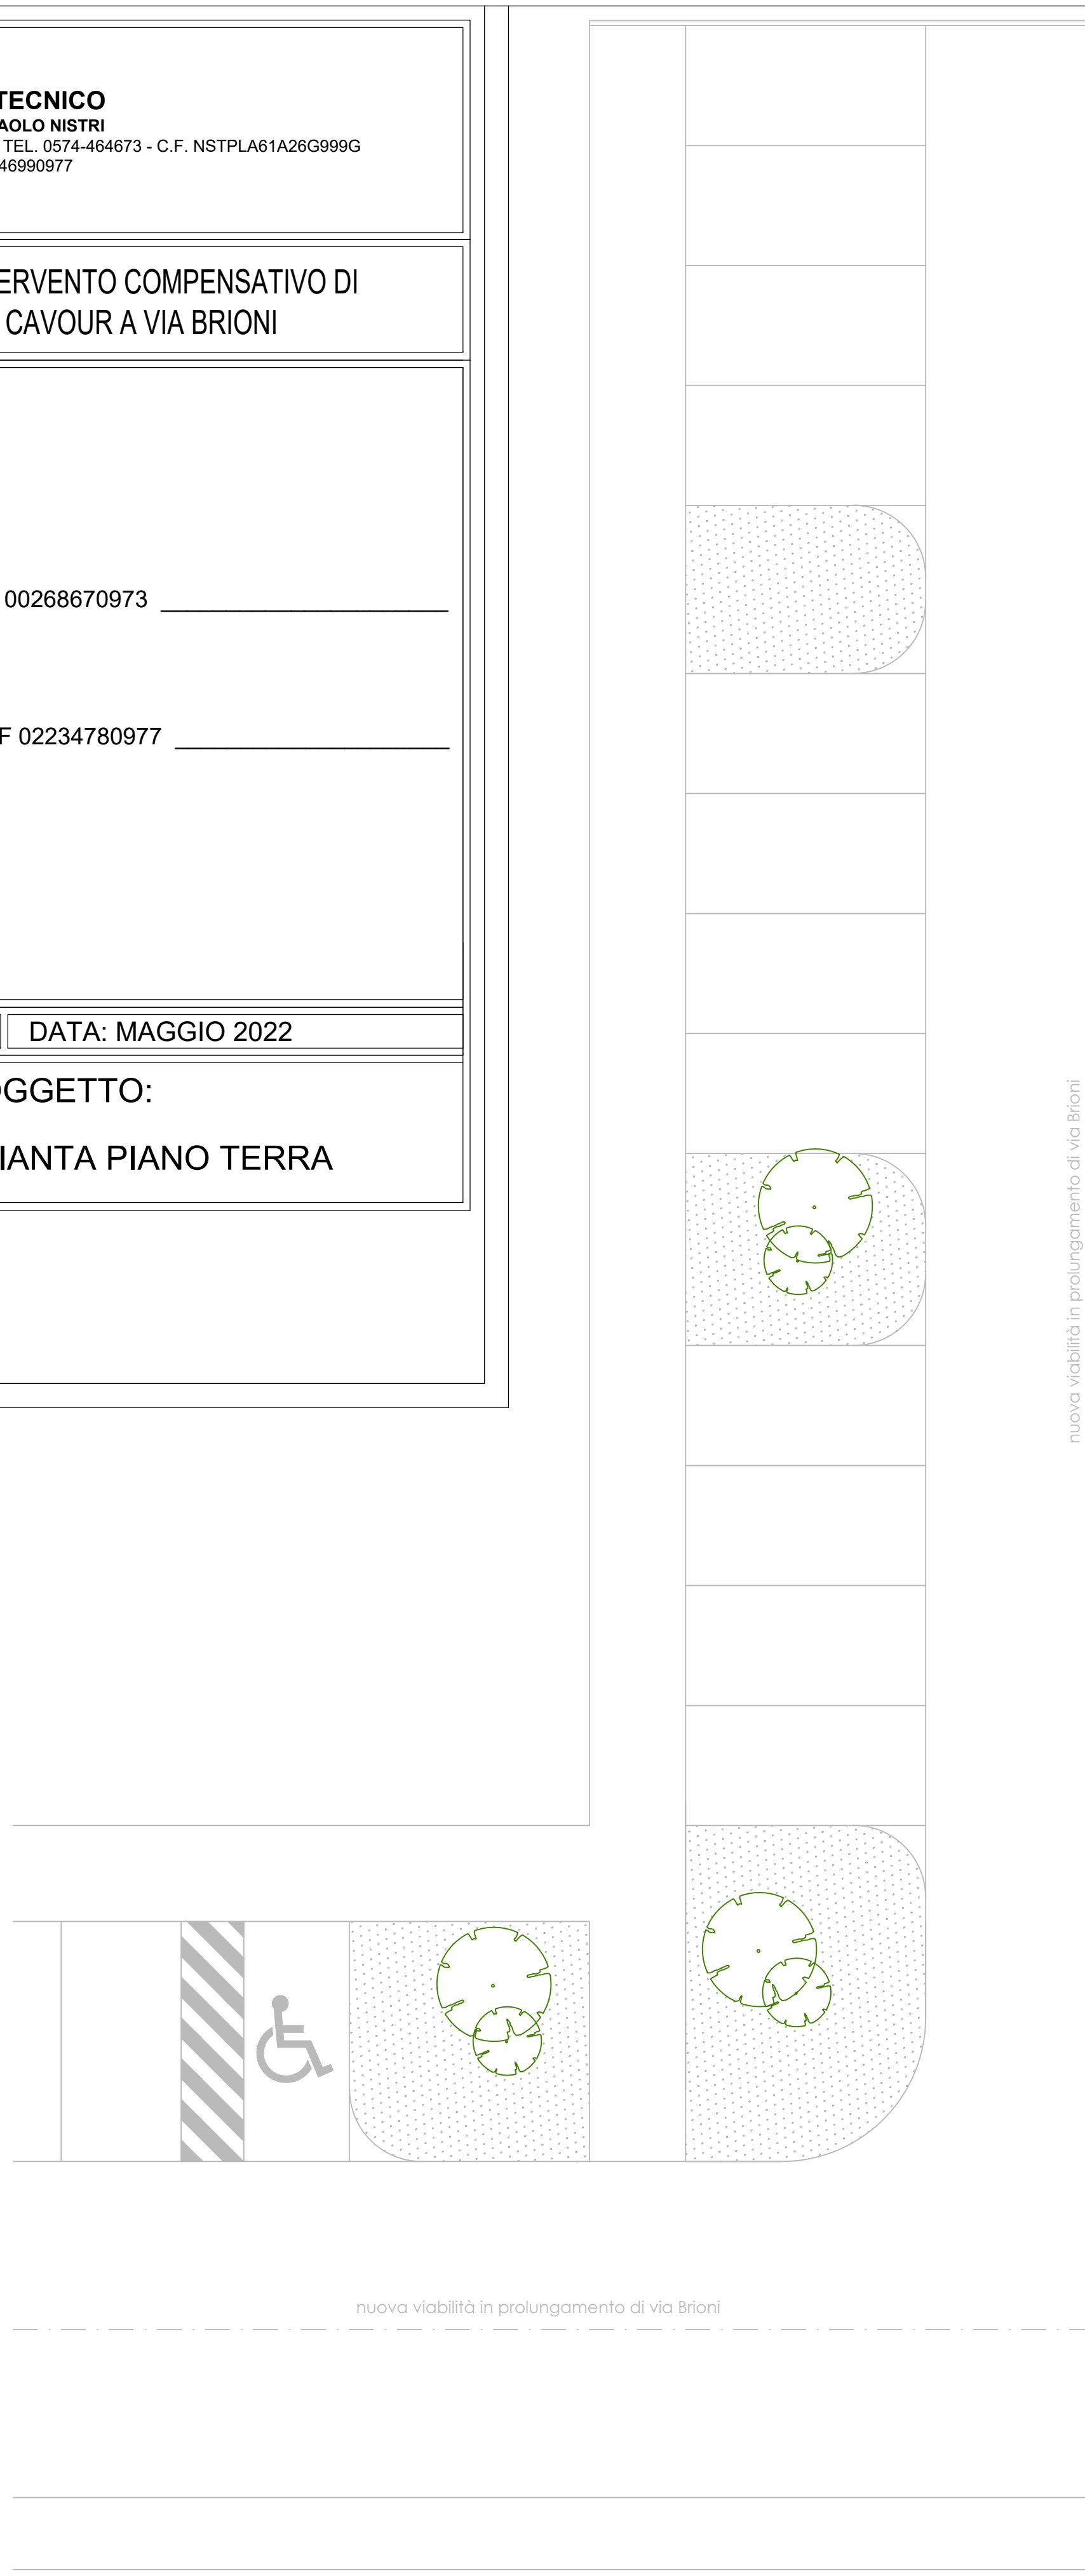 TECNICO
AOLO NISTRI
TEL. 0574-464673 - C.F. NSTPLA61A26G999G
46990977
ERVENTO COMPENSATIVO DI
CAVOUR A VIA BRIONI
00268670973
F 02234780977
DATA: MAGGIO 2022
OGGETTO:
IANTA PIANO TERRA
nuova viabilità in prolungamento di via Brioni
nuova viabilità in prolungamento di via Brioni